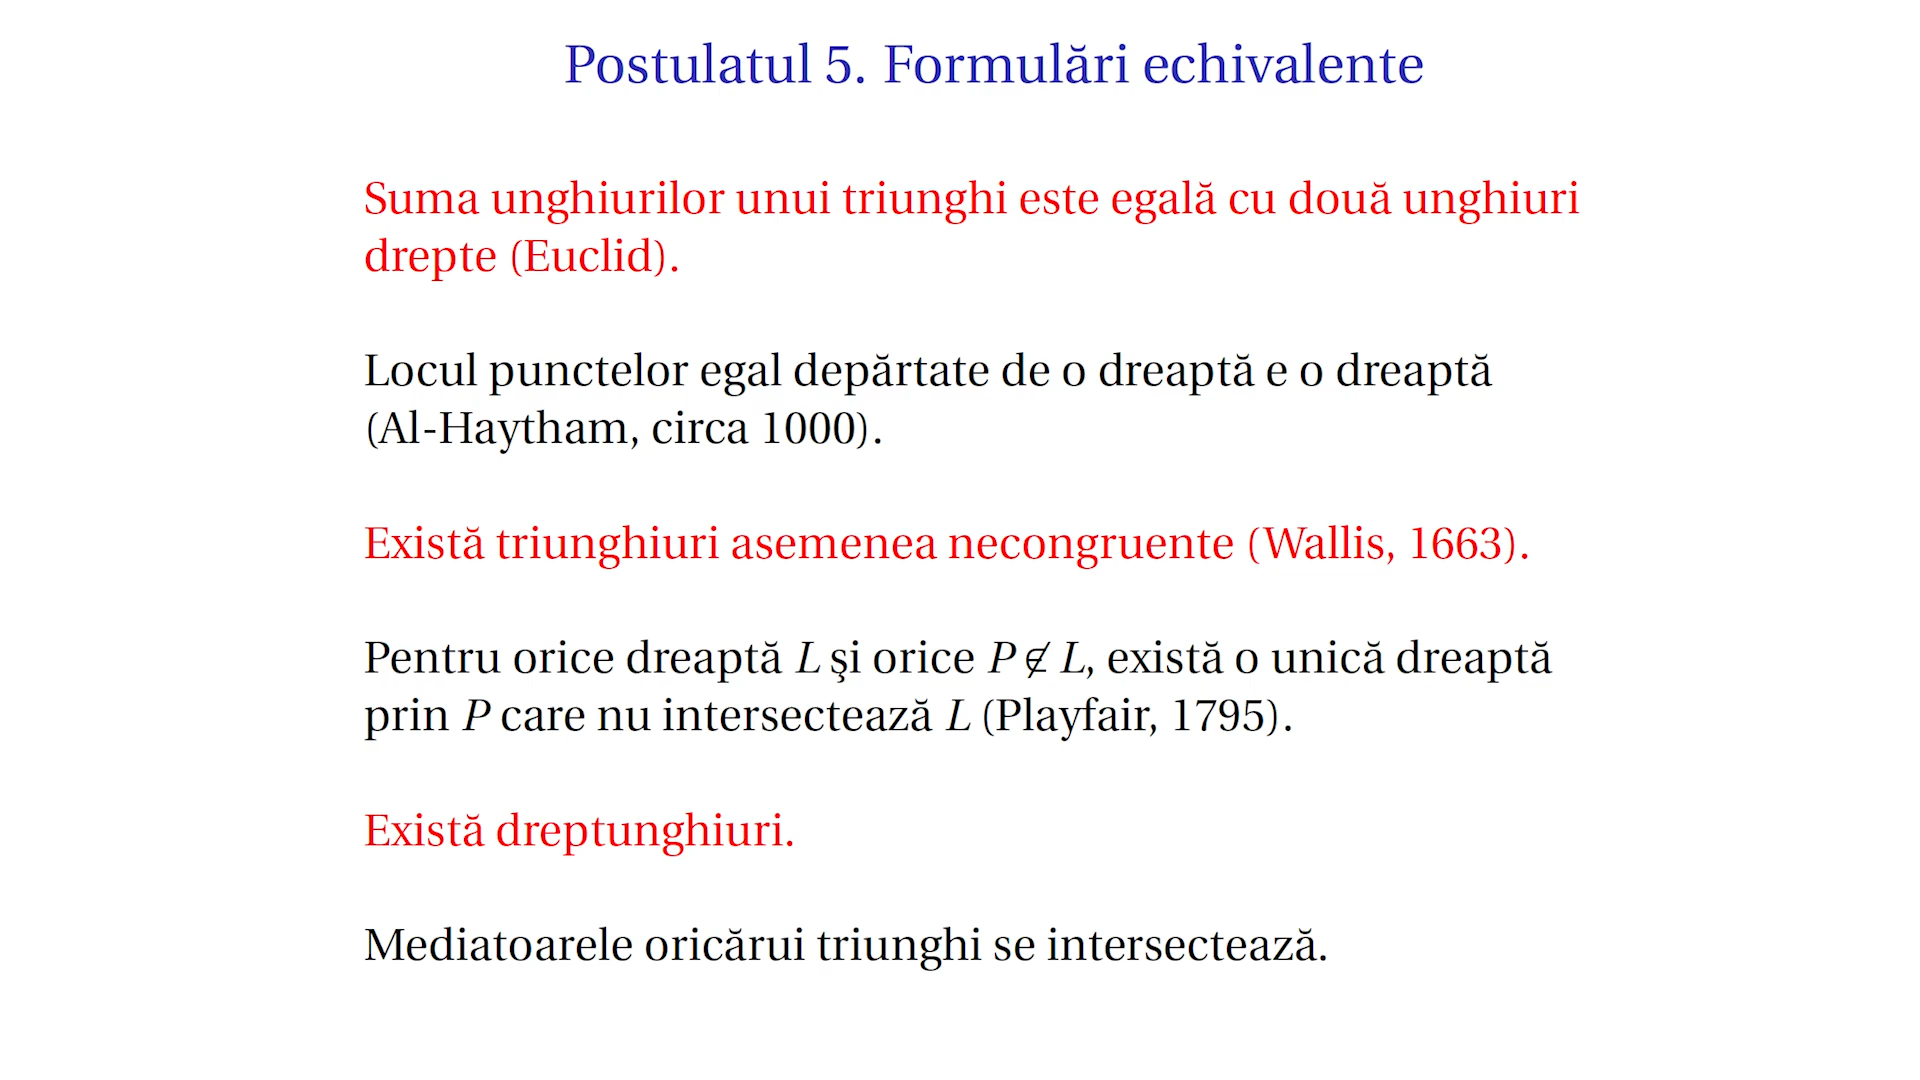 Postulatul 5. Formulări echivalente
Suma unghiurilor unui triunghi este egală cu două unghiuri
drepte (Euclid).
Locul punctelor egal depărtate de o dreaptă e o dreaptă
(Al-Haytham, circa 1000).
Există triunghiuri asemenea necongruente (Wallis, 1663).
Pentru orice dreaptă L şi orice P ∉ L, există o unică dreaptă
prin P care nu intersectează L (Playfair, 1795).
Există dreptunghiuri.
Mediatoarele oricărui triunghi se intersectează.